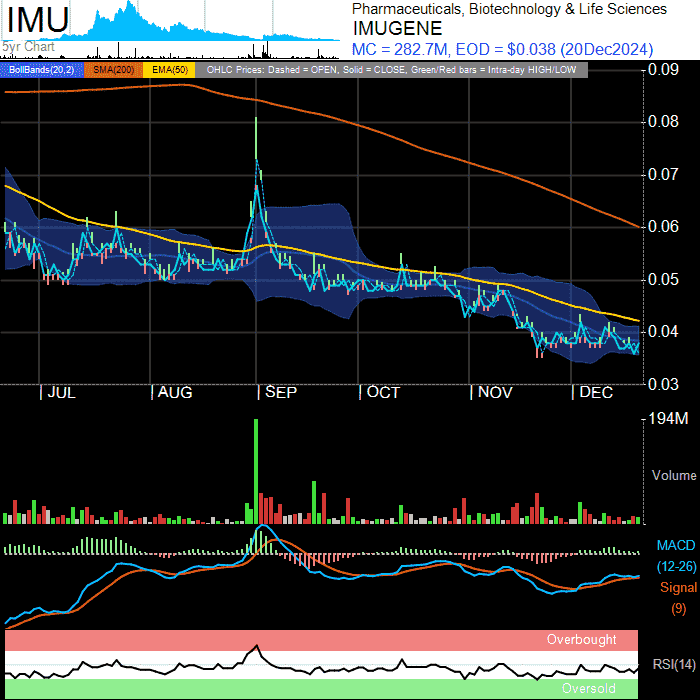 IMU
5yr Chart
Pharmaceuticals, Biotechnology & Life Sciences
IMUGENE
MC = 282.7M, EOD = $0.038 (20Dec2024)
BollBands(20,2) SMA(200) EMA(50) OHLC Prices: Dashed = OPEN, Solid = CLOSE, Green/Red bars = Intra-day HIGH/LOW
0.09
0.08
0.07
0.06
0.05
0.04
0.03
JUL AUG SEP OCT NOV DEC
194M
Volume
MACD
(12-26)
Signal
(9)
Overbought
RSI(14)
Oversold